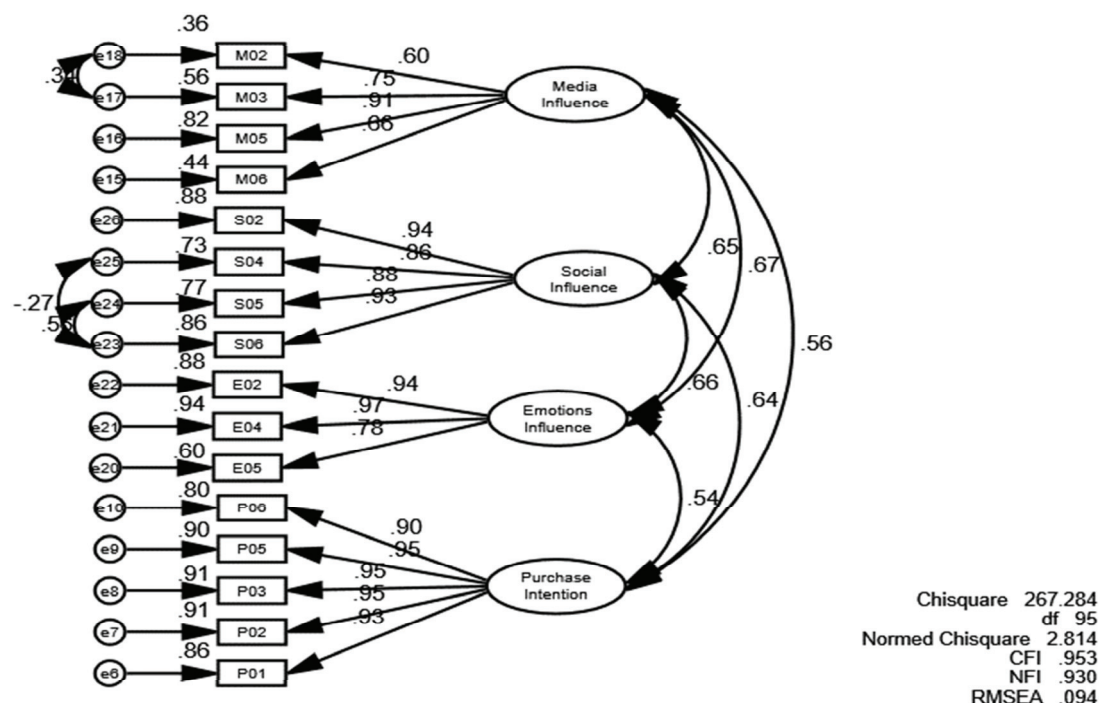 .36
e18 M02
.60
.56
.75
e17 M03
Media
Influence
.91
.82
e16 M05
.66
.44
e15 M06
.88
e26 S02
.94
.73
.86
e25 S04
.65
.67
Social
Influence
.88
-.27
.77
e24 S05
.93
.86
e23 S06
.56
.88
e22 E02
.94
.66
.64
.94
.97
e21 E04
Emotions
Influence
.78
.60
e20 E05
.80
.54
e10 P06
.90
.90
.95
e9 P05
.91
.95
e8 P03
Purchase
Intention
.95
.91
e7 P02
.93
.86
e6 P01
Chisquare 267.284
df 95
Normed Chisquare 2.814
CFI .953
NFI .930
RMSEA .094